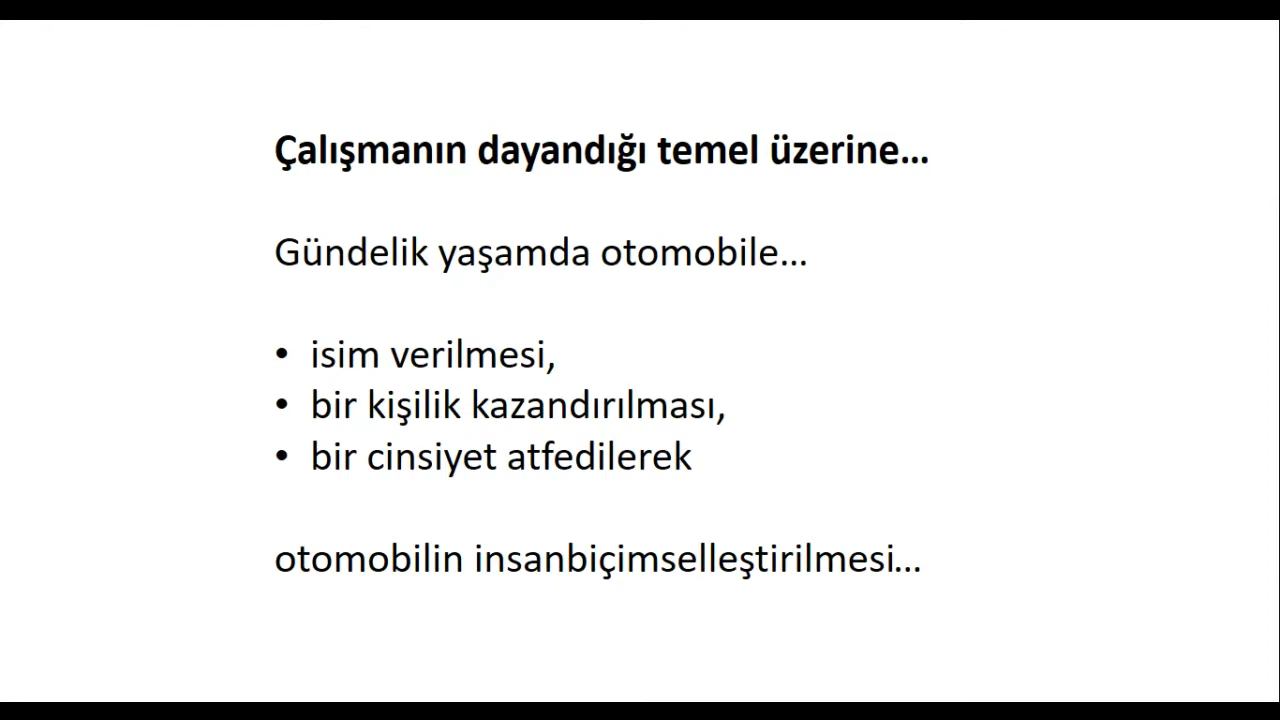 Çalışmanın dayandığı temel üzerine...
Gündelik yaşamda otomobile...
• isim verilmesi,
• bir kişilik kazandırılması,
• bir cinsiyet atfedilerek
otomobilin insanbiçimselleştirilmesi...